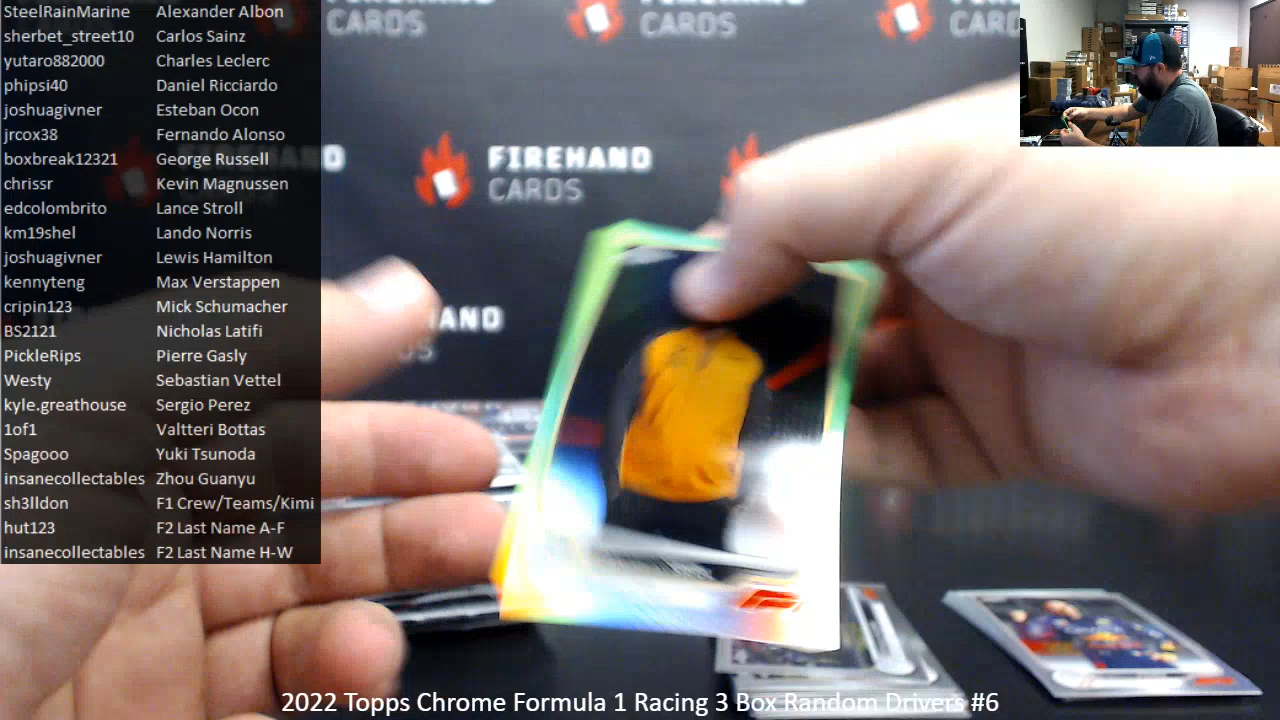 SteelRainMarine Alexander Albon
sherbet_street10 Carlos Sainz
yutaro882000 Charles Leclerc
phipsi40 Daniel Ricciardo
joshuagivner Esteban Ocon
jrcox38 Fernando Alonso
boxbreak12321 George Russell
chrissr Kevin Magnussen
edcolombrito Lance Stroll
km19shel Lando Norris
joshuagivner Lewis Hamilton
kennyteng Max Verstappen
cripin123 Mick Schumacher
BS2121 Nicholas Latifi
PickleRips Pierre Gasly
Westy Sebastian Vettel
kyle.greathouse Sergio Perez
1of1 Valtteri Bottas
Spagooo Yuki Tsunoda
insanecollectables Zhou Guanyu
sh3lldon F1 Crew/Teams/Kimi
hut123 F2 Last Name A-F
insanecollectables F2 Last Name H-W
CARDS
CARDS
FIREHAND
CARDS
2022 Topps Chrome Formula 1 Racing 3 Box Random Drivers #6